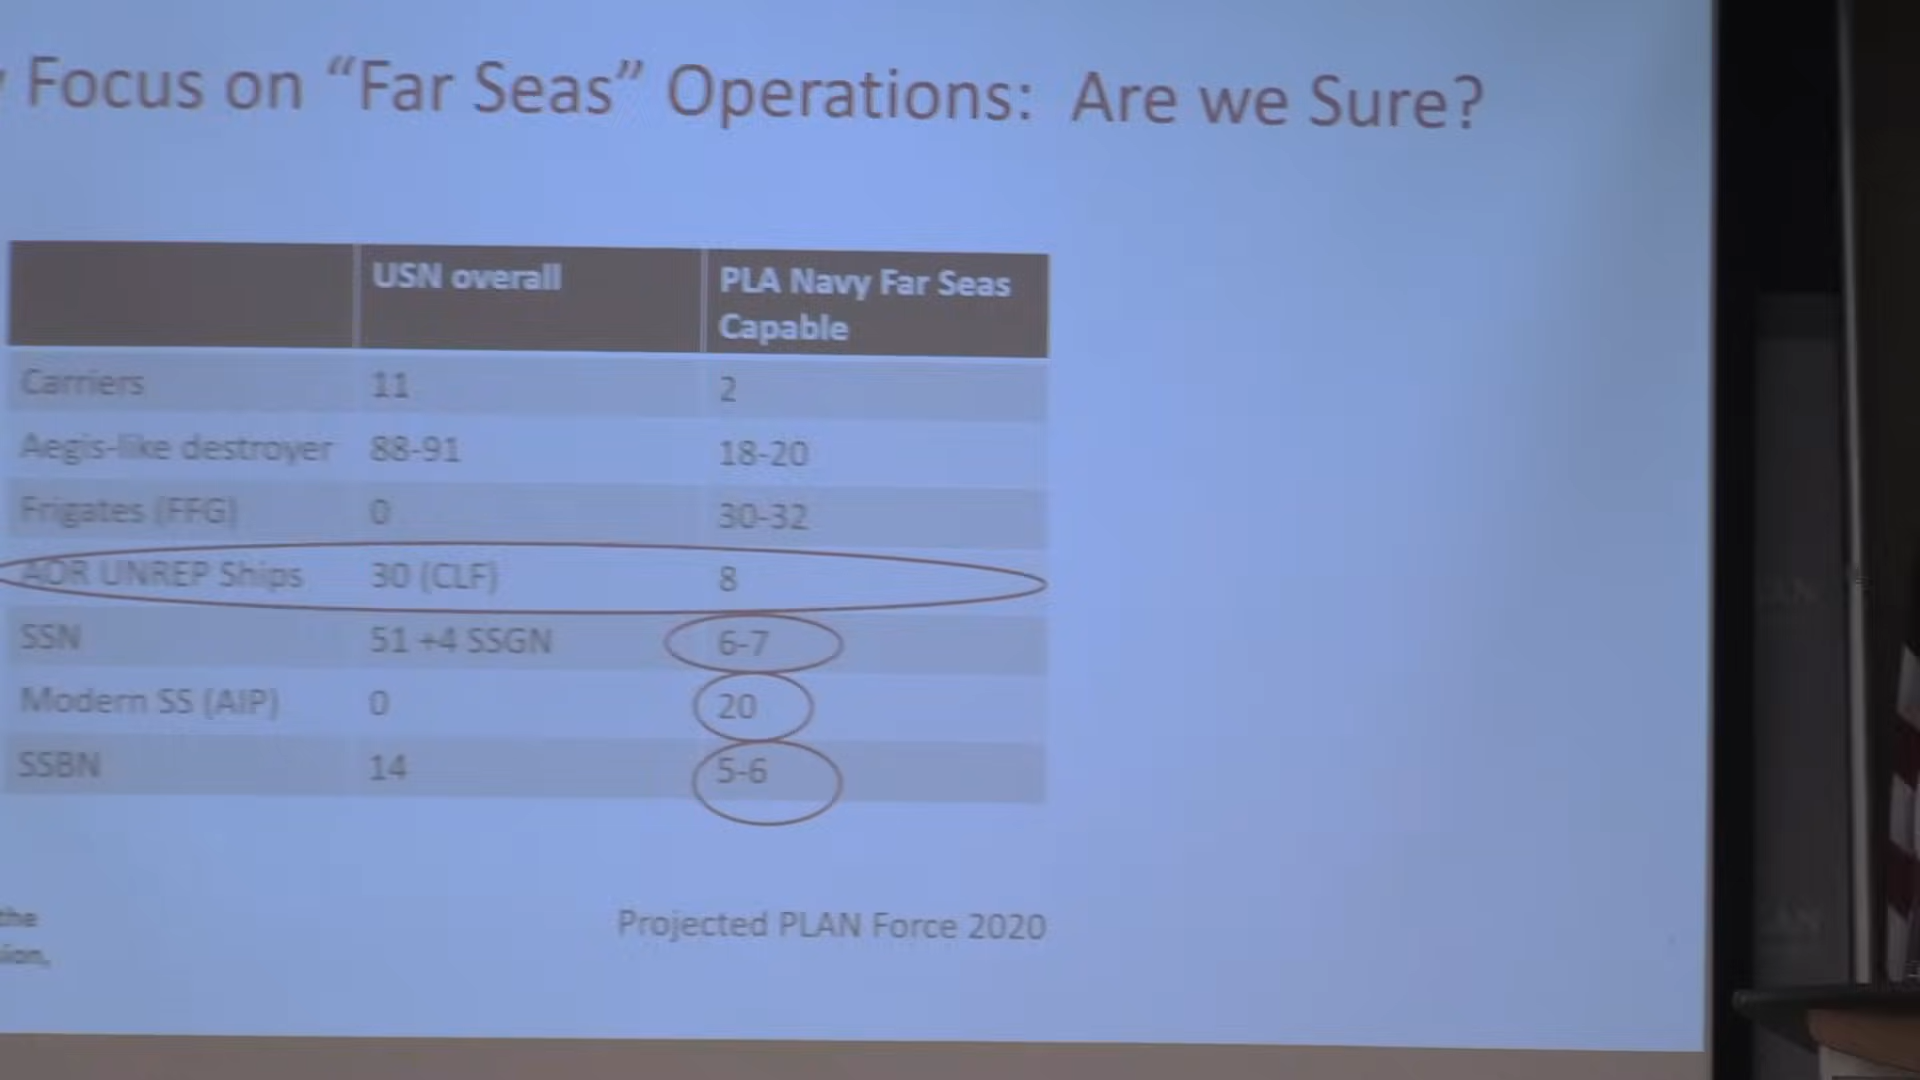 Focus on “Far Seas” Operations: Are we Sure?
USN overall
PLA Navy Far Seas
Capable
Carriers 11 2
Aegis-like destroyer 88-91 18-20
Frigates (FFG) 0 30-32
AOR UNREP Ships 30 (CLF) 8
SSN 51 +4 SSGN 6-7
Modern SS (AIP) 0 20
SSBN 14 5-6
the
Projected PLAN Force 2020